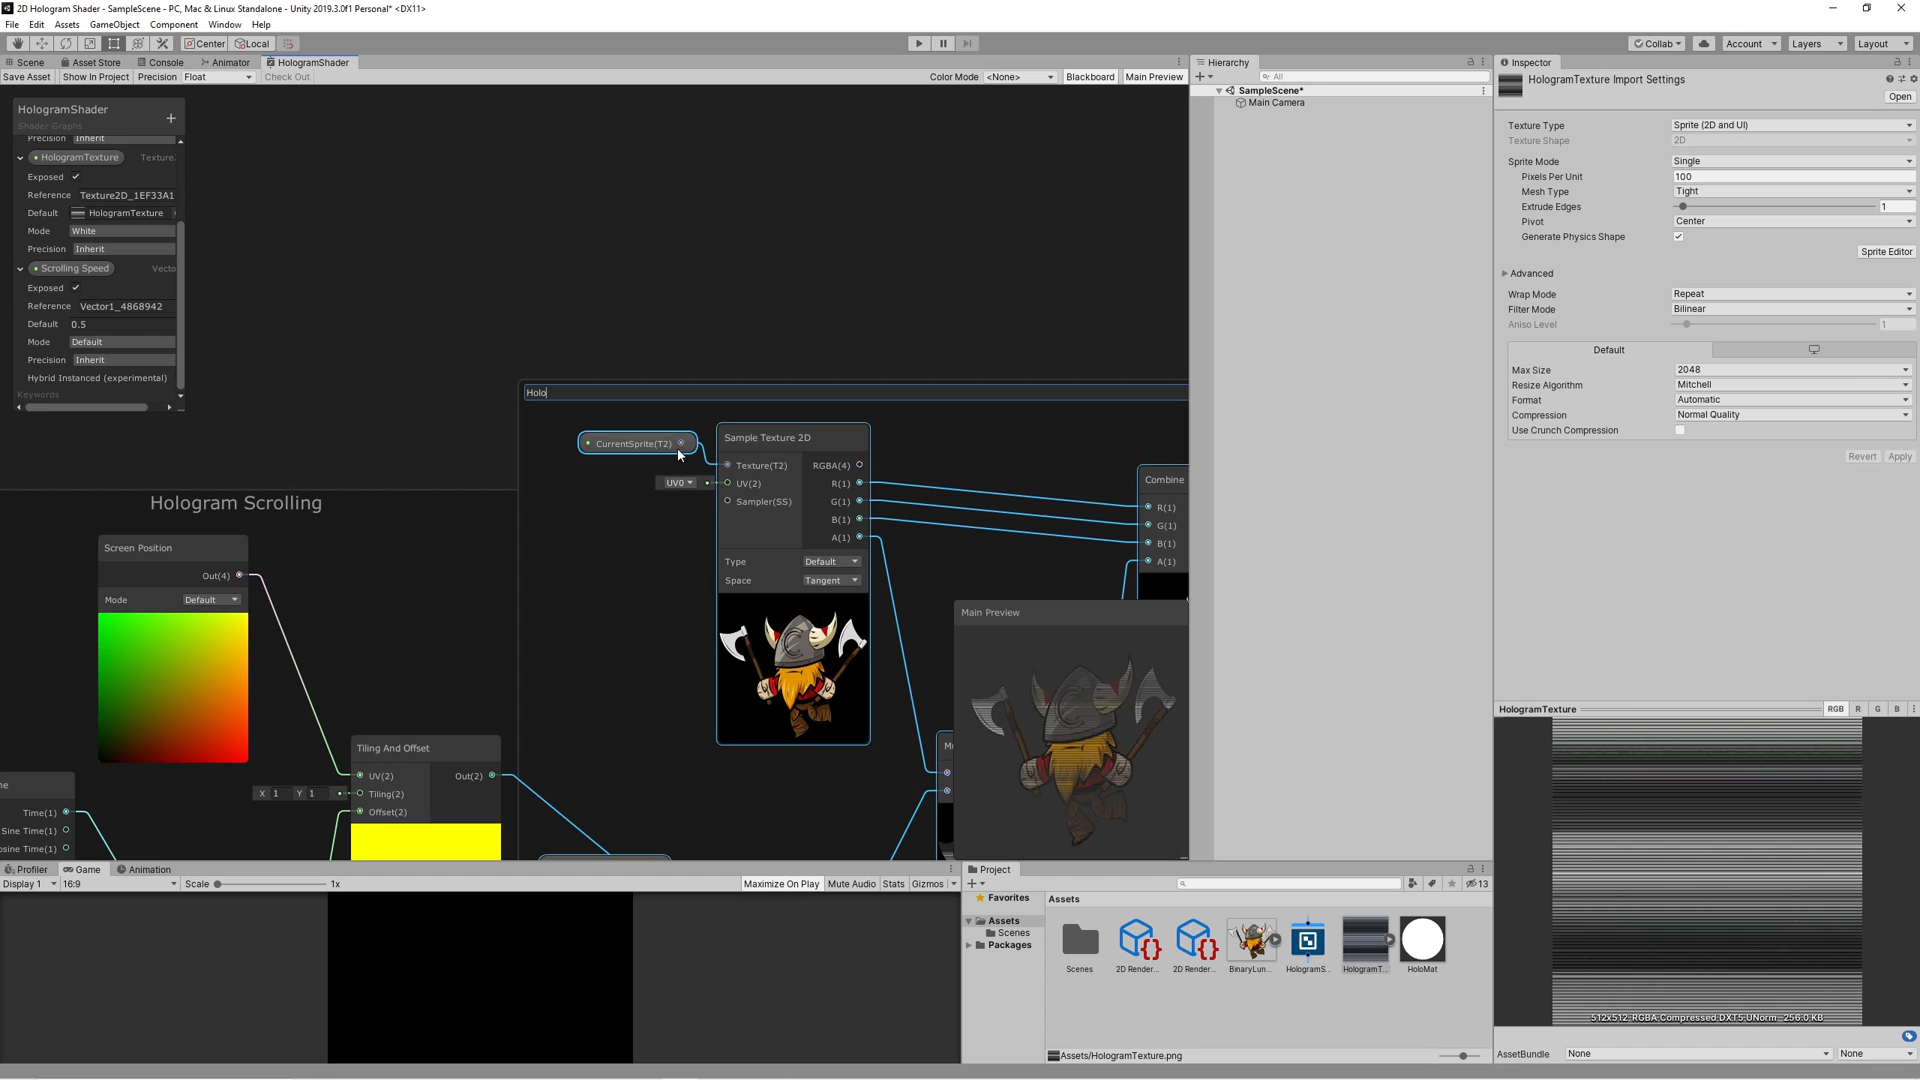 2D Hologram Shader - SampleScene - PC, Mac & Linux Standalone - Unity 2019.3.0f1 Personal* <DX11>
File Edit Assets GameObject Component Window Help
Center Local Collab Account Layers Layout
Scene Asset Store Console Animator HologramShader
Save Asset Show In Project Precision Float Check Out Color Mode <None> Blackboard Main Preview
HologramShader
Shader Graphs
Precision Inherit
HologramTexture Texture
Exposed
Reference Texture2D_1EF33A1
Default HologramTexture
Mode White
Precision Inherit
Scrolling Speed Vecto
Exposed
Reference Vector1_4868942
Default 0.5
Mode Default
Precision Inherit
Hybrid Instanced (experimental)
Keywords
Holo
CurrentSprite(T2)
UV0
Sample Texture 2D
Texture(T2) RGBA(4)
UV(2) R(1)
Sampler(SS) G(1)
B(1)
A(1)
Type Default
Space Tangent
Combine
R(1)
G(1)
B(1)
A(1)
Hologram Scrolling
Screen Position
Out(4)
Mode Default
Tiling And Offset
UV(2) Out(2)
X 1 Y 1 Tiling(2)
Offset(2)
Time(1)
Sine Time(1)
osine Time(1)
Main Preview
Hierarchy
All
SampleScene*
Main Camera
Inspector
HologramTexture Import Settings
Open
Texture Type Sprite (2D and UI)
Texture Shape 2D
Sprite Mode Single
Pixels Per Unit 100
Mesh Type Tight
Extrude Edges 1
Pivot Center
Generate Physics Shape
Sprite Editor
Advanced
Wrap Mode Repeat
Filter Mode Bilinear
Aniso Level 1
Default
Max Size 2048
Resize Algorithm Mitchell
Format Automatic
Compression Normal Quality
Use Crunch Compression
Revert Apply
HologramTexture RGB R G B
512x512 RGBA Compressed DXT5 UNorm 256.0 KB
AssetBundle None None
Profiler Game Animation
Display 1 16:9 Scale 1x Maximize On Play Mute Audio Stats Gizmos
Project
13
Favorites
Assets
Scenes
Packages
Assets
Scenes 2D Render... 2D Render... BinaryLun... HologramS... HologramT... HoloMat
Assets/HologramTexture.png